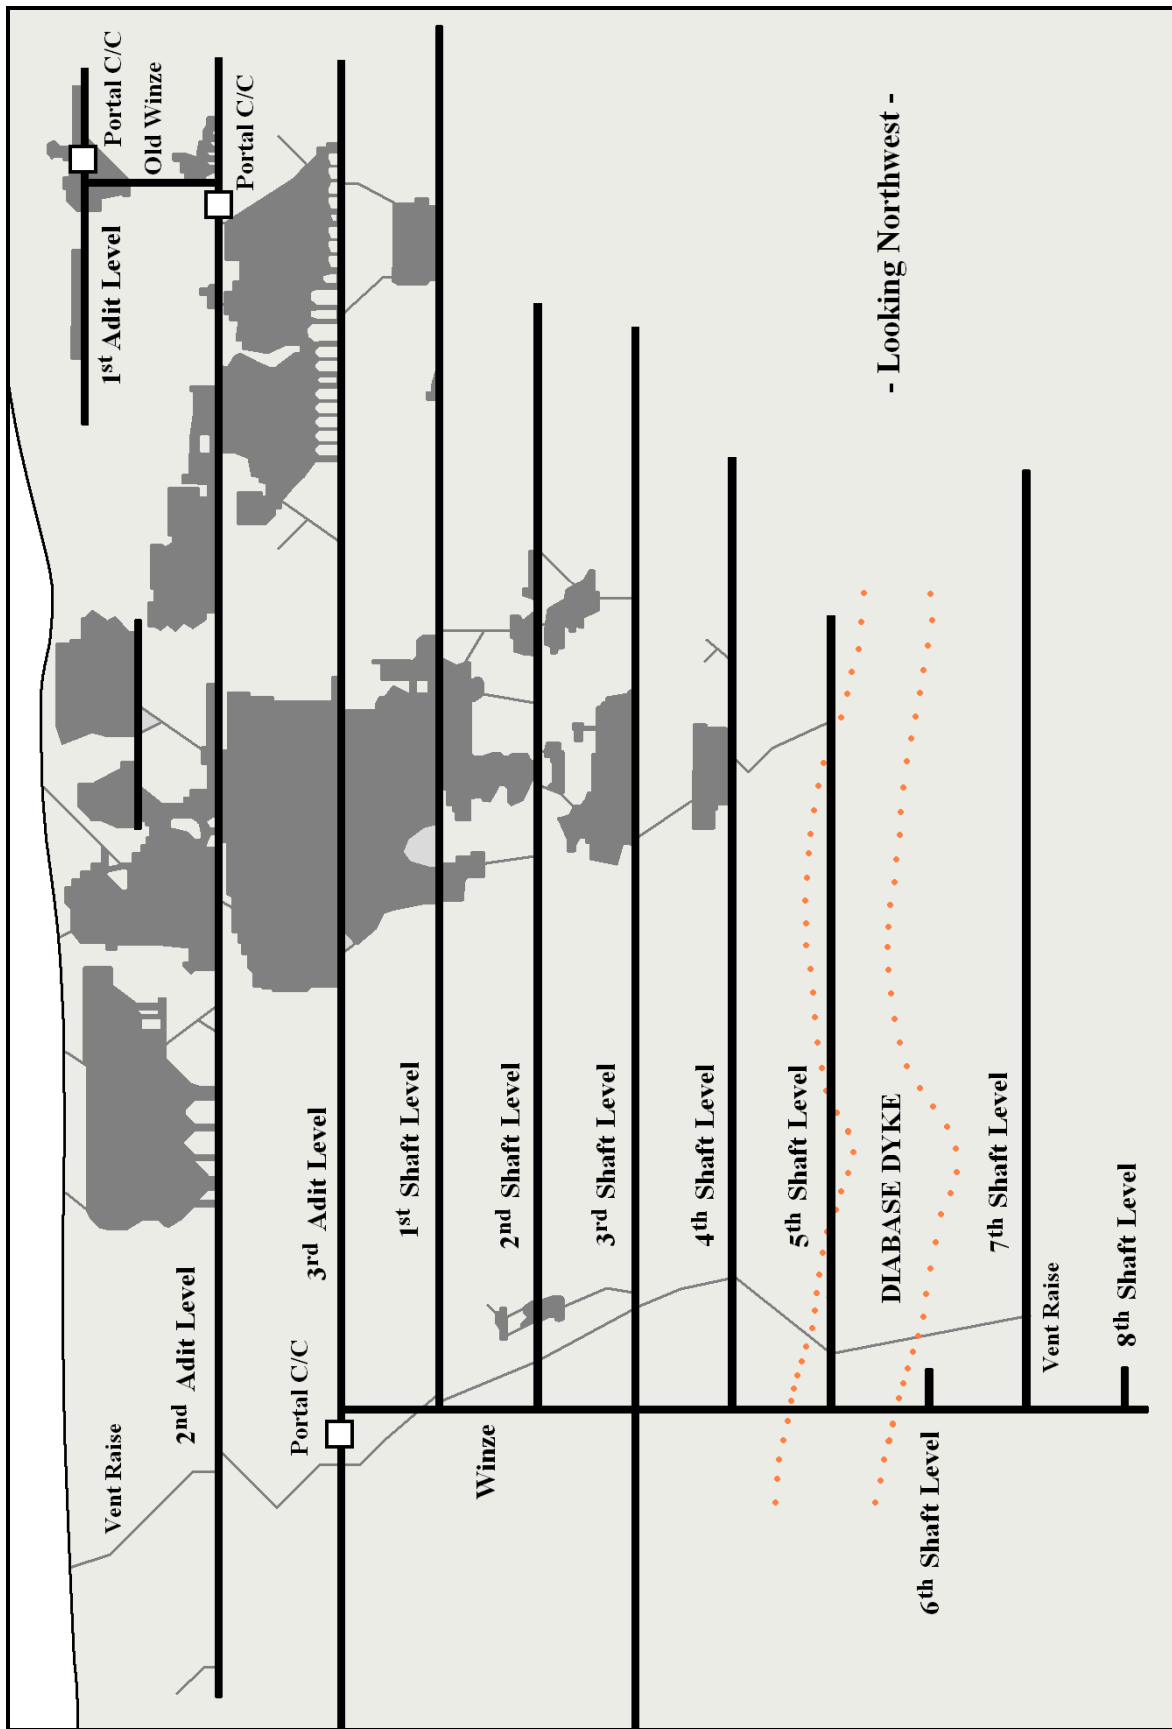 Portal C/C
Old Winze
Portal C/C
1st Adit Level
- Looking Northwest -
2nd Adit Level
Vent Raise
3rd Adit Level
Portal C/C
1st Shaft Level
Winze
2nd Shaft Level
3rd Shaft Level
4th Shaft Level
5th Shaft Level
DIABASE DYKE
6th Shaft Level
7th Shaft Level
Vent Raise
8th Shaft Level